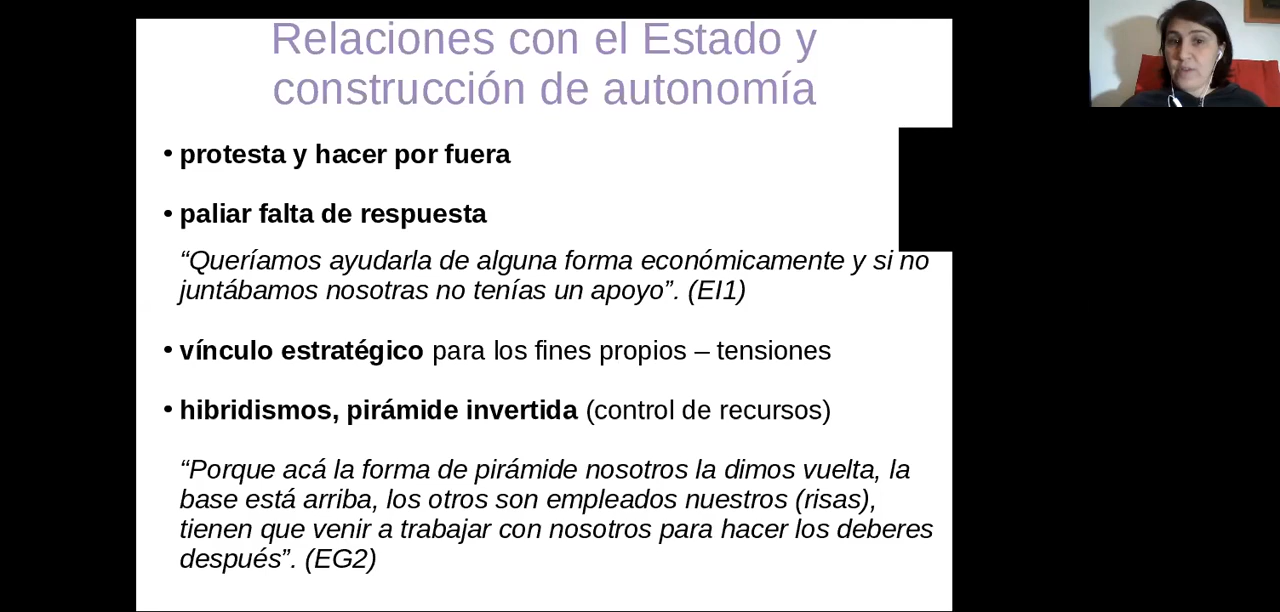 Relaciones con el Estado y
construcción de autonomía
• protesta y hacer por fuera
• paliar falta de respuesta
“Queríamos ayudarla de alguna forma económicamente y si no
juntábamos nosotras no tenías un apoyo”. (EI1)
• vínculo estratégico para los fines propios – tensiones
• hibridismos, pirámide invertida (control de recursos)
“Porque acá la forma de pirámide nosotros la dimos vuelta, la
base está arriba, los otros son empleados nuestros (risas),
tienen que venir a trabajar con nosotros para hacer los deberes
después”. (EG2)